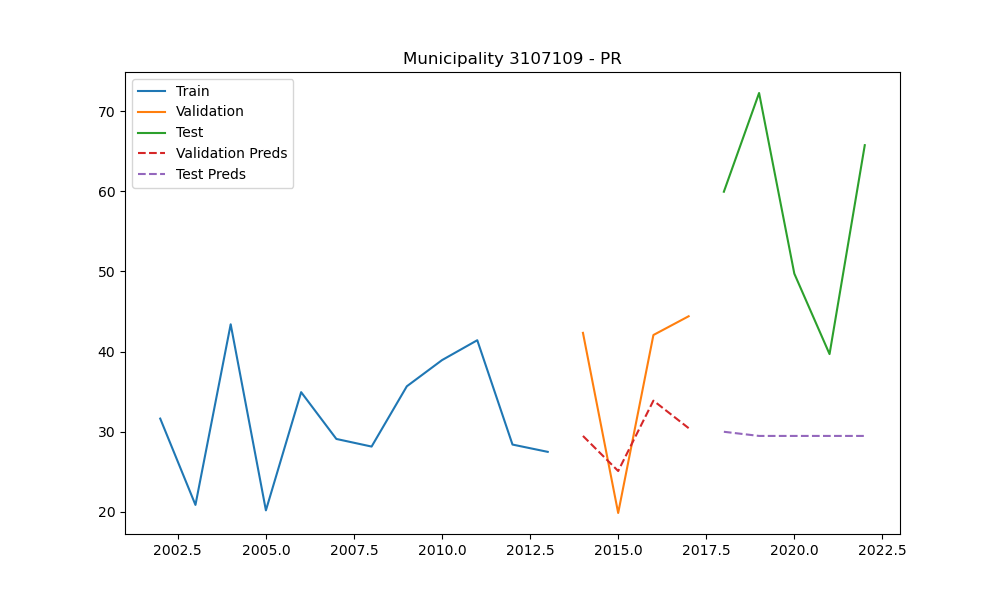 Municipality 3107109 - PR
Train
Validation
Test
Validation Preds
Test Preds
70
60
50
40
30
20
2002.5 2005.0 2007.5 2010.0 2012.5 2015.0 2017.5 2020.0 2022.5